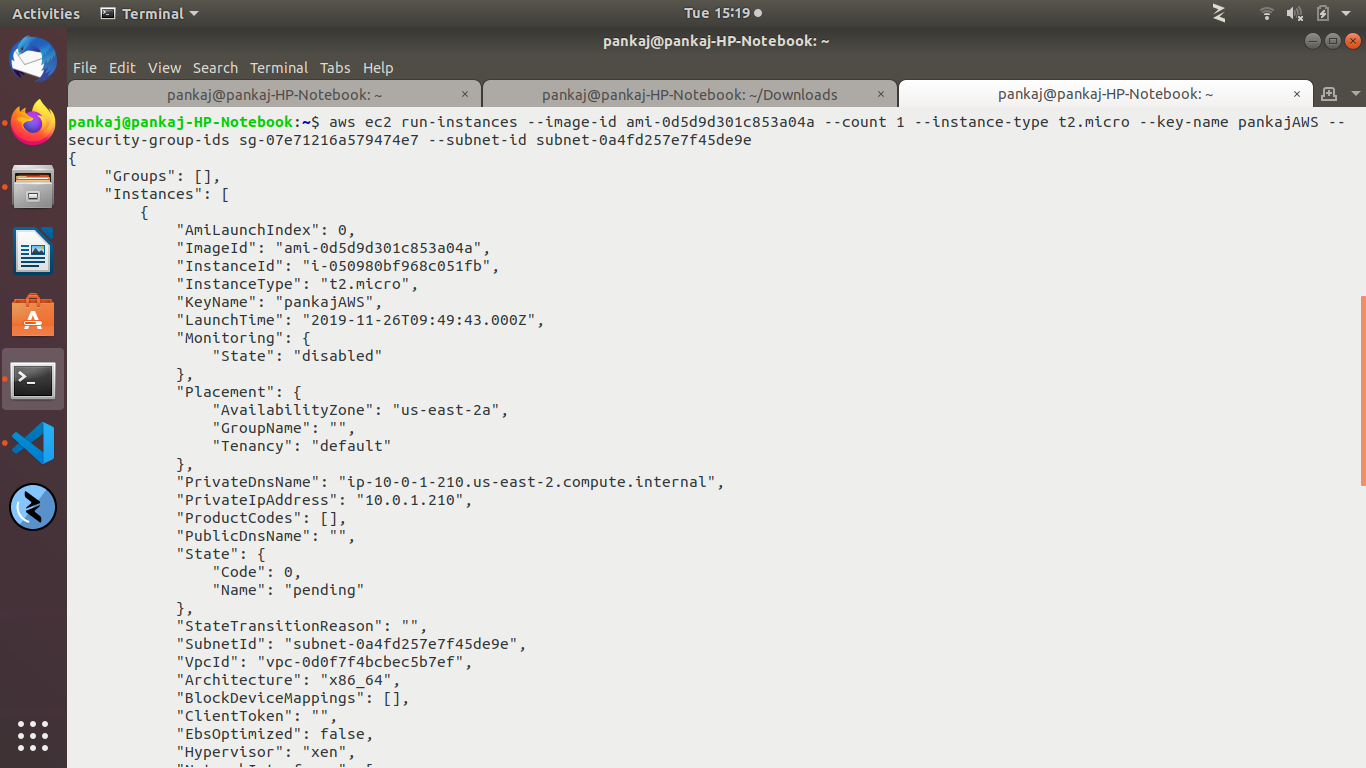 Activities Terminal Tue 15:19
pankaj@pankaj-HP-Notebook: ~
File Edit View Search Terminal Tabs Help
pankaj@pankaj-HP-Notebook: ~ × pankaj@pankaj-HP-Notebook: ~/Downloads × pankaj@pankaj-HP-Notebook: ~ ×
pankaj@pankaj-HP-Notebook:~$ aws ec2 run-instances --image-id ami-0d5d9d301c853a04a --count 1 --instance-type t2.micro --key-name pankajAWS --
security-group-ids sg-07e71216a579474e7 --subnet-id subnet-0a4fd257e7f45de9e
{
    "Groups": [],
    "Instances": [
        {
            "AmiLaunchIndex": 0,
            "ImageId": "ami-0d5d9d301c853a04a",
            "InstanceId": "i-050980bf968c051fb",
            "InstanceType": "t2.micro",
            "KeyName": "pankajAWS",
            "LaunchTime": "2019-11-26T09:49:43.000Z",
            "Monitoring": {
                "State": "disabled"
            },
            "Placement": {
                "AvailabilityZone": "us-east-2a",
                "GroupName": "",
                "Tenancy": "default"
            },
            "PrivateDnsName": "ip-10-0-1-210.us-east-2.compute.internal",
            "PrivateIpAddress": "10.0.1.210",
            "ProductCodes": [],
            "PublicDnsName": "",
            "State": {
                "Code": 0,
                "Name": "pending"
            },
            "StateTransitionReason": "",
            "SubnetId": "subnet-0a4fd257e7f45de9e",
            "VpcId": "vpc-0d0f7f4bcbec5b7ef",
            "Architecture": "x86_64",
            "BlockDeviceMappings": [],
            "ClientToken": "",
            "EbsOptimized": false,
            "Hypervisor": "xen",